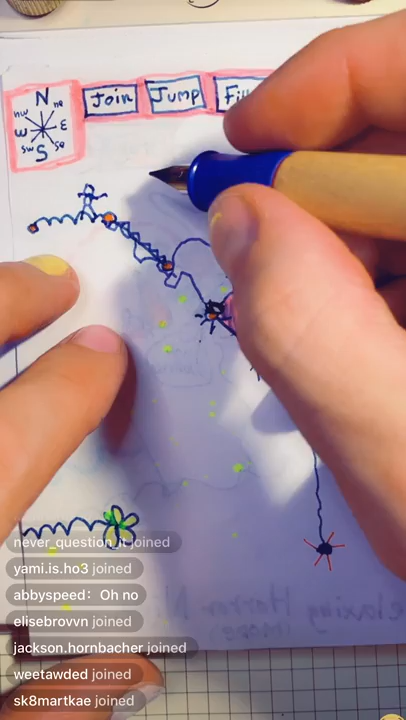 N
nw
ne
W
E
sw
se
S
Join
Jump
Fil
never_question_it joined
yami.is.ho3 joined
abbyspeed: Oh no
elisebrovvn joined
jackson.hornbacher joined
weetawded joined
sk8martkae joined